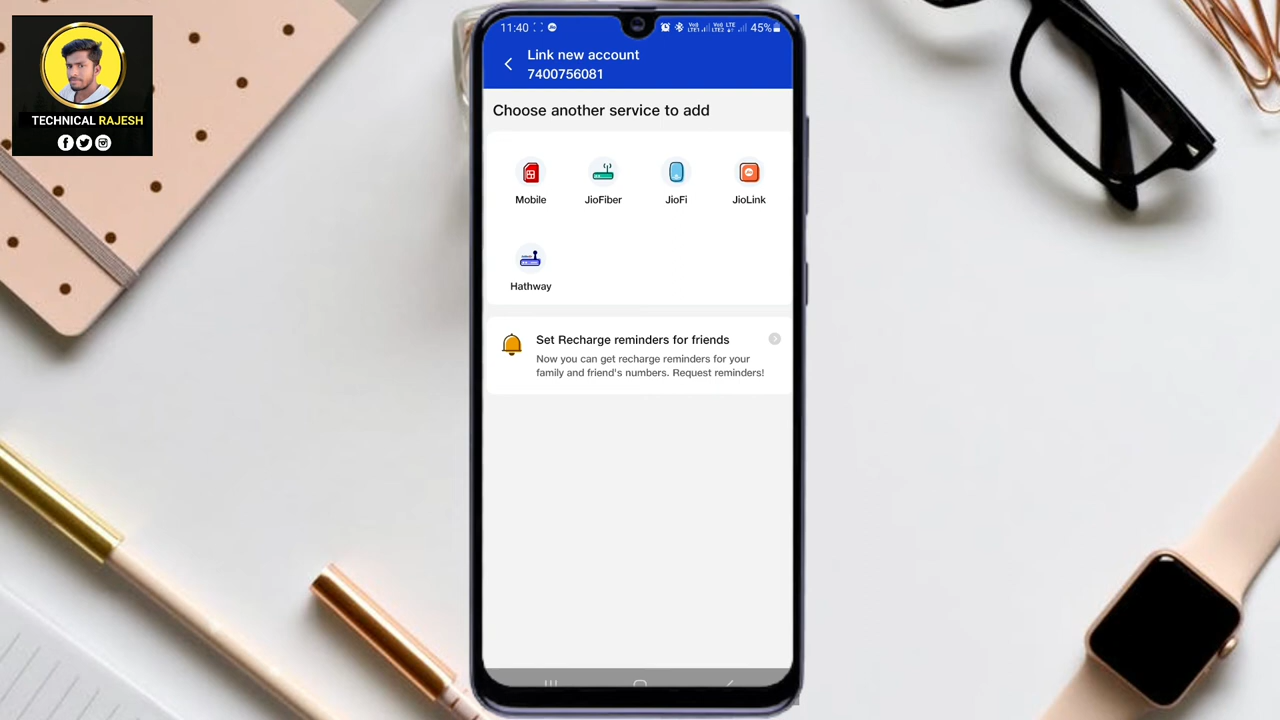 TECHNICAL RAJESH
11:40
45%
Link new account
7400756081
Choose another service to add
Mobile
JioFiber
JioFi
JioLink
Hathway
Set Recharge reminders for friends
Now you can get recharge reminders for your
family and friend's numbers. Request reminders!